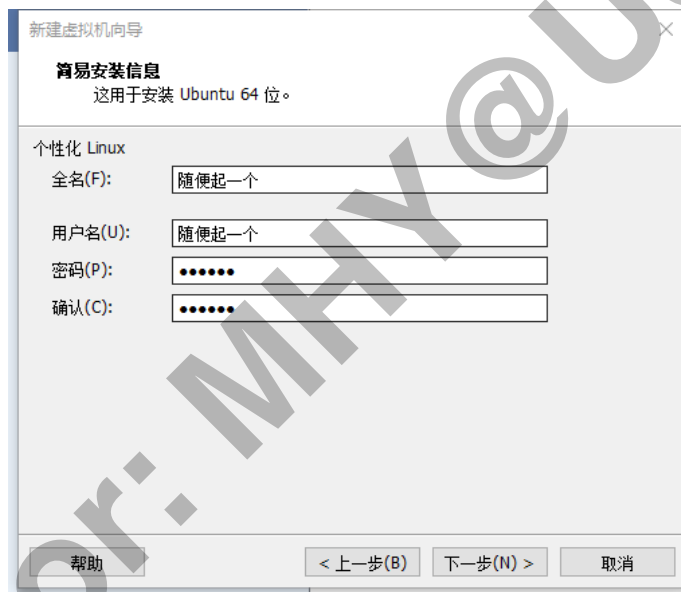 新建虚拟机向导
简易安装信息
这用于安装 Ubuntu 64 位。
个性化 Linux
全名(F): 随便起一个
用户名(U): 随便起一个
密码(P): ●●●●●●
确认(C): ●●●●●●
帮助 < 上一步(B) 下一步(N) > 取消
or: MHY @ U